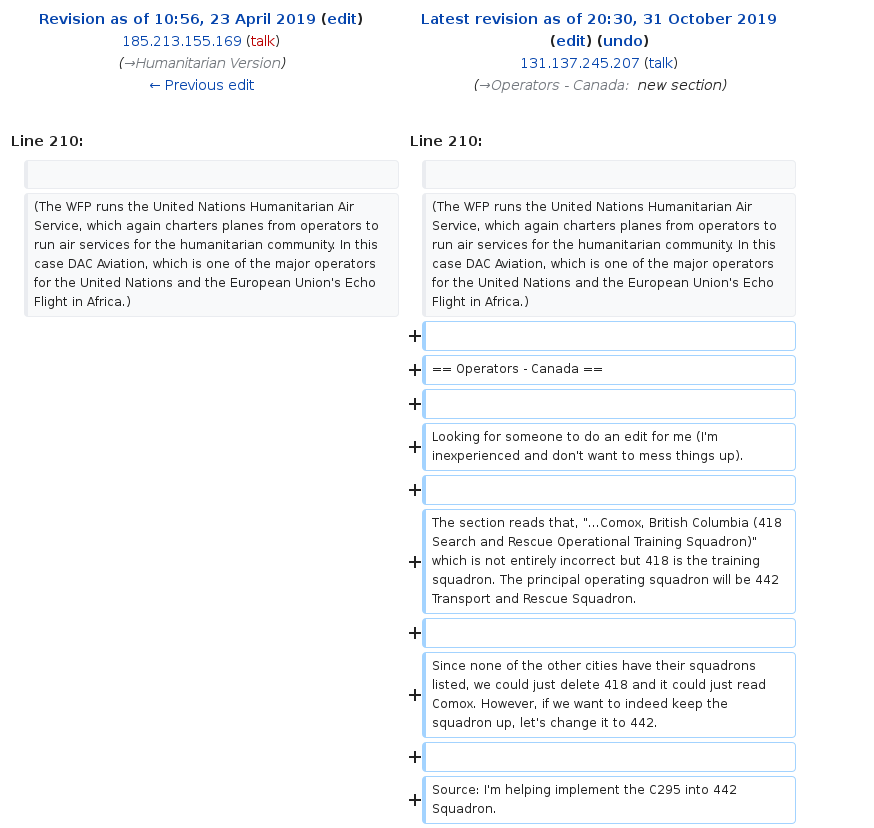 Revision as of 10:56, 23 April 2019 (edit)
185.213.155.169 (talk)
(→Humanitarian Version)
← Previous edit
Latest revision as of 20:30, 31 October 2019
(edit) (undo)
131.137.245.207 (talk)
(→Operators - Canada: new section)
Line 210:
Line 210:
(The WFP runs the United Nations Humanitarian Air
Service, which again charters planes from operators to
run air services for the humanitarian community. In this
case DAC Aviation, which is one of the major operators
for the United Nations and the European Union's Echo
Flight in Africa.)
(The WFP runs the United Nations Humanitarian Air
Service, which again charters planes from operators to
run air services for the humanitarian community. In this
case DAC Aviation, which is one of the major operators
for the United Nations and the European Union's Echo
Flight in Africa.)
+
+ == Operators - Canada ==
+
+ Looking for someone to do an edit for me (I'm
inexperienced and don't want to mess things up).
+
+ The section reads that, "...Comox, British Columbia (418
Search and Rescue Operational Training Squadron)"
which is not entirely incorrect but 418 is the training
squadron. The principal operating squadron will be 442
Transport and Rescue Squadron.
+
+ Since none of the other cities have their squadrons
listed, we could just delete 418 and it could just read
Comox. However, if we want to indeed keep the
squadron up, let's change it to 442.
+
+ Source: I'm helping implement the C295 into 442
Squadron.